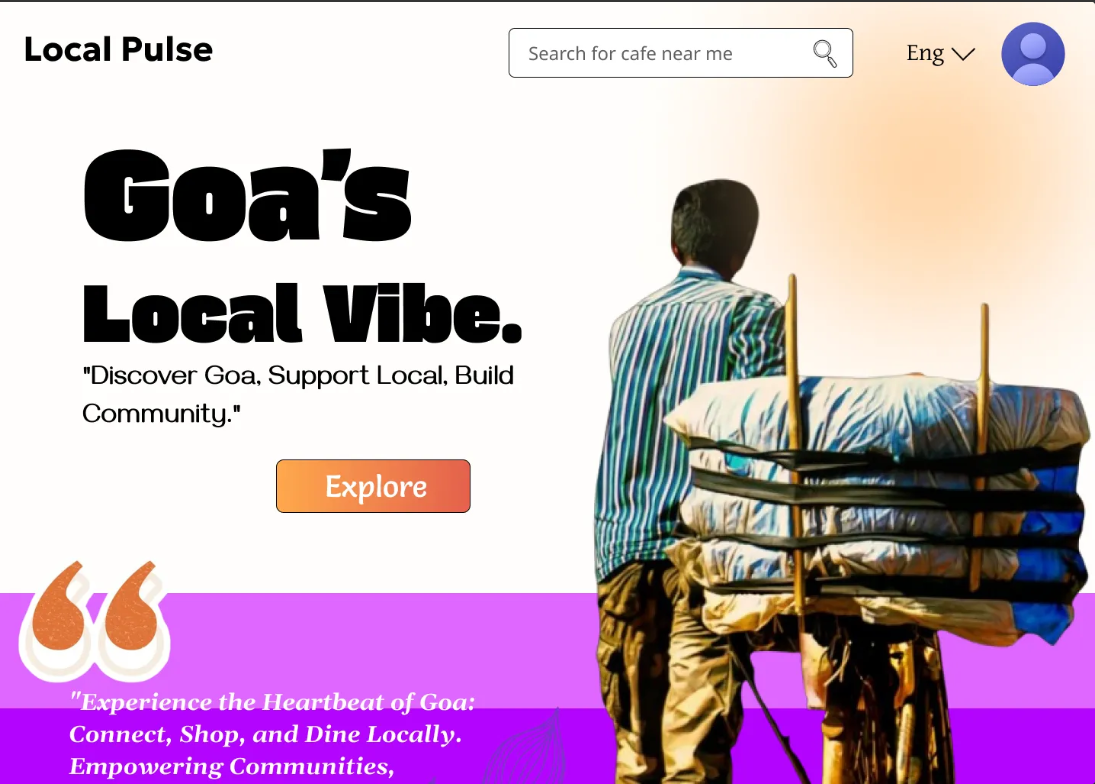 Local Pulse
Search for cafe near me
Eng
Goa's
Local Vibe.
"Discover Goa, Support Local, Build
Community."
Explore
"Experience the Heartbeat of Goa:
Connect, Shop, and Dine Locally.
Empowering Communities,